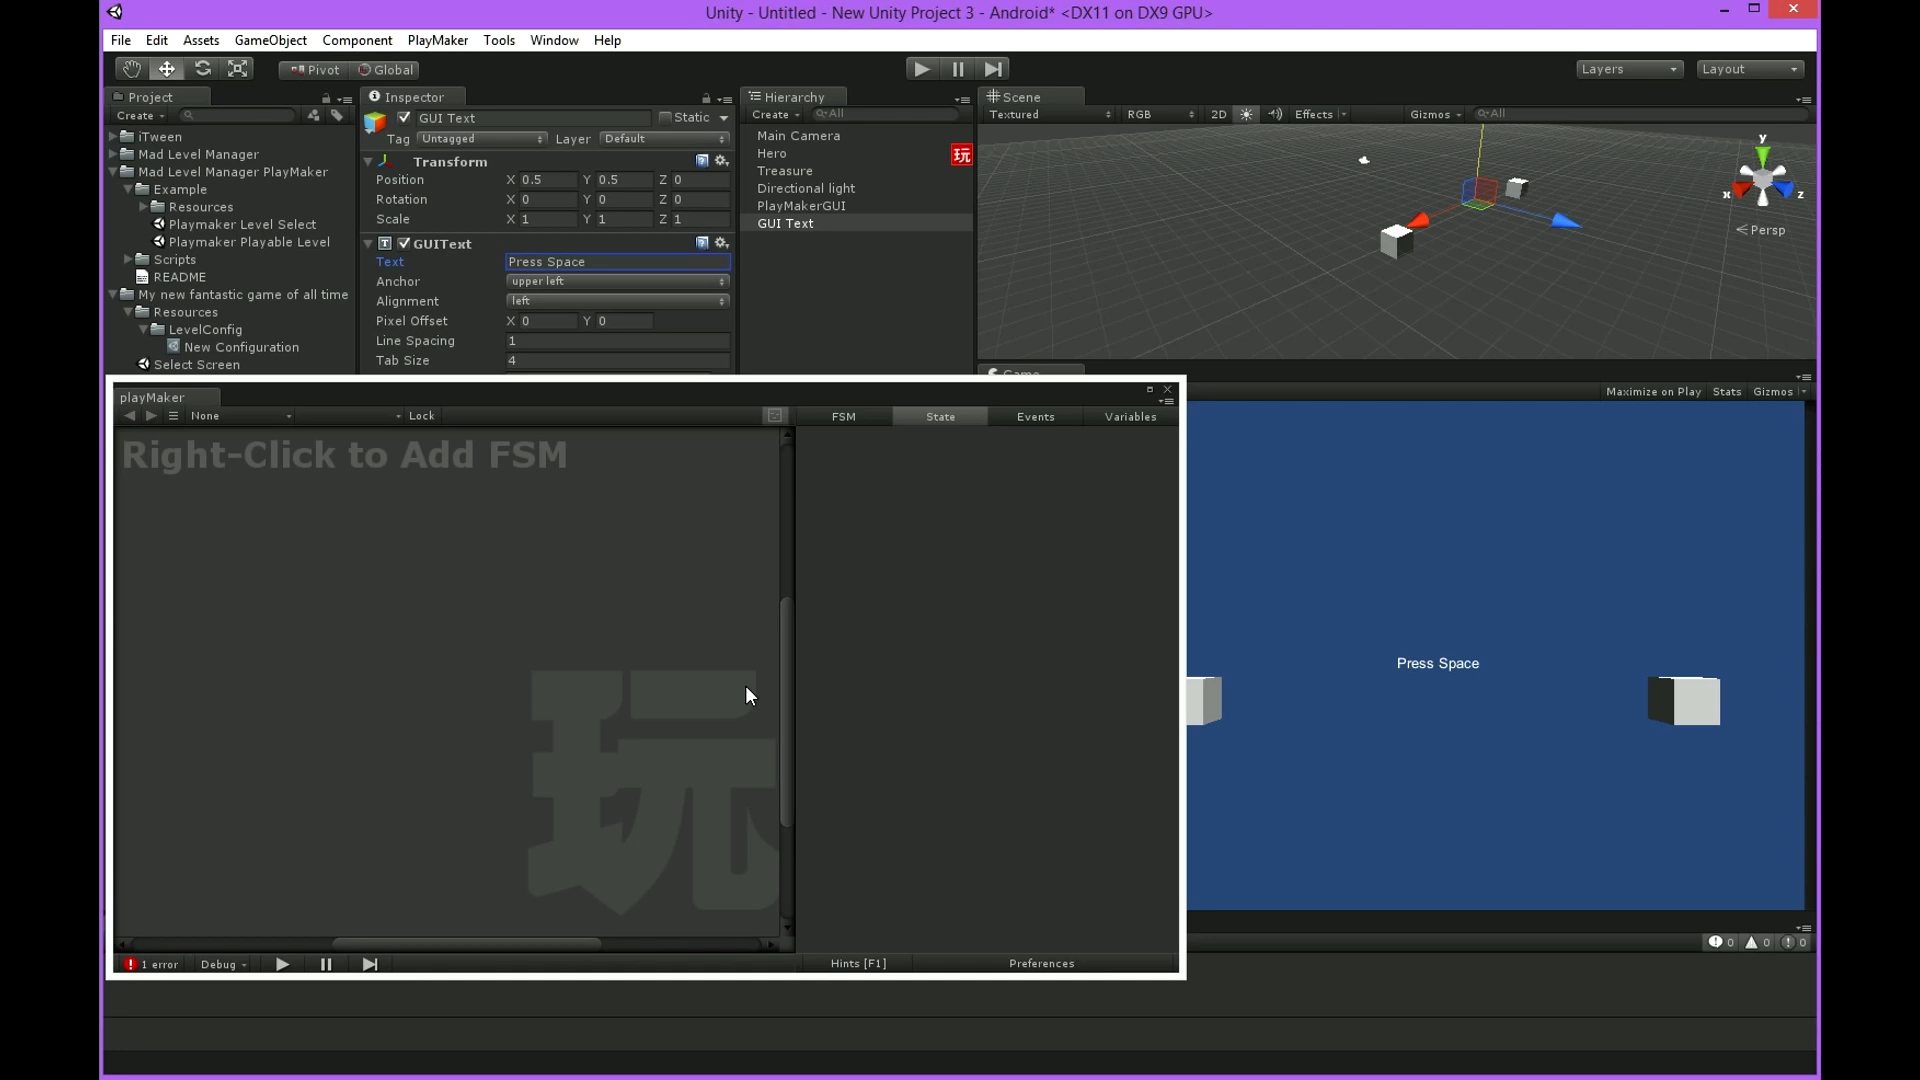 Unity - Untitled - New Unity Project 3 - Android* <DX11 on DX9 GPU>
File Edit Assets GameObject Component PlayMaker Tools Window Help
Pivot Global Layers Layout
Project
Create
iTween
Mad Level Manager
Mad Level Manager PlayMaker
Example
Resources
Playmaker Level Select
Playmaker Playable Level
Scripts
README
My new fantastic game of all time
Resources
LevelConfig
New Configuration
Select Screen
Inspector
GUI Text Static
Tag Untagged Layer Default
Transform
Position X 0.5 Y 0.5 Z 0
Rotation X 0 Y 0 Z 0
Scale X 1 Y 1 Z 1
GUIText
Text Press Space
Anchor upper left
Alignment left
Pixel Offset X 0 Y 0
Line Spacing 1
Tab Size 4
Hierarchy
Create All
Main Camera
Hero
玩
Treasure
Directional light
PlayMakerGUI
GUI Text
Scene
Textured RGB 2D Effects Gizmos All
y
x z
Persp
Game
Maximize on Play Stats Gizmos
Press Space
0 0 0
playMaker
None Lock FSM State Events Variables
Right-Click to Add FSM
玩
1 error Debug Hints [F1] Preferences